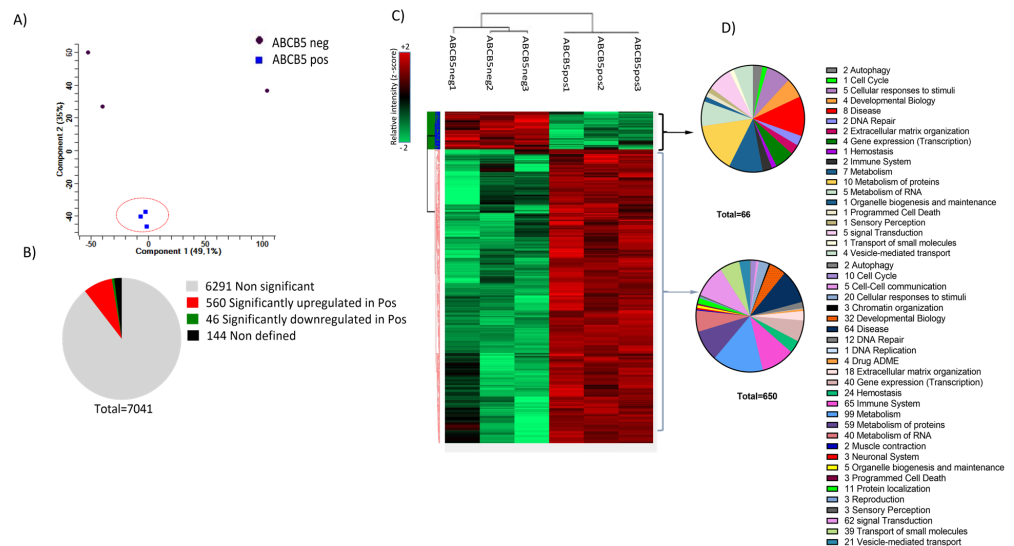 A)
ABCB5 neg
ABCB5 pos
60
40
20
0
-20
-40
-50
0
50
100
Component 2 (35%)
Component 1 (49,1%)
B)
6291 Non significant
560 Significantly upregulated in Pos
46 Significantly downregulated in Pos
144 Non defined
Total=7041
C)
+2
Relative intensity (z-score)
-2
ABCB5neg1
ABCB5neg2
ABCB5neg3
ABCB5pos1
ABCB5pos2
ABCB5pos3
D)
Total=66
2 Autophagy
1 Cell Cycle
5 Cellular responses to stimuli
4 Developmental Biology
8 Disease
2 DNA Repair
2 Extracellular matrix organization
4 Gene expression (Transcription)
1 Hemostasis
2 Immune System
7 Metabolism
10 Metabolism of proteins
5 Metabolism of RNA
1 Organelle biogenesis and maintenance
1 Programmed Cell Death
1 Sensory Perception
5 signal Transduction
1 Transport of small molecules
4 Vesicle-mediated transport
Total=650
2 Autophagy
10 Cell Cycle
5 Cell-Cell communication
20 Cellular responses to stimuli
3 Chromatin organization
32 Developmental Biology
64 Disease
12 DNA Repair
1 DNA Replication
4 Drug ADME
18 Extracellular matrix organization
40 Gene expression (Transcription)
24 Hemostasis
65 Immune System
99 Metabolism
59 Metabolism of proteins
40 Metabolism of RNA
2 Muscle contraction
3 Neuronal System
5 Organelle biogenesis and maintenance
3 Programmed Cell Death
11 Protein localization
3 Reproduction
3 Sensory Perception
62 signal Transduction
39 Transport of small molecules
21 Vesicle-mediated transport